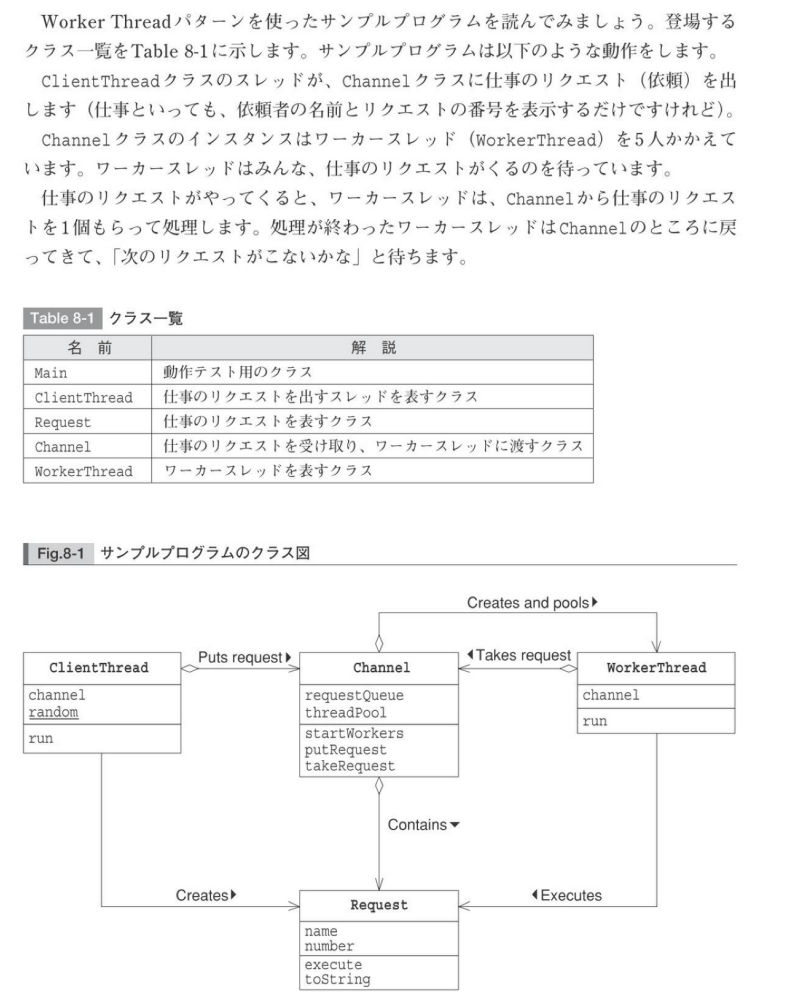 Worker Threadパターンを使ったサンプルプログラムを読んでみましょう。登場する
クラス一覧をTable 8-1に示します。サンプルプログラムは以下のような動作をします。
ClientThreadクラスのスレッドが、Channelクラスに仕事のリクエスト（依頼）を出
します（仕事といっても、依頼者の名前とリクエストの番号を表示するだけですけれど）。
Channelクラスのインスタンスはワーカースレッド（WorkerThread）を5人かかえて
います。ワーカースレッドはみんな、仕事のリクエストがくるのを待っています。
仕事のリクエストがやってくると、ワーカースレッドは、Channelから仕事のリクエス
トを1個もらって処理します。処理が終わったワーカースレッドはChannelのところに戻
ってきて、「次のリクエストがこないかな」と待ちます。
Table 8-1 クラス一覧
名 前 解 説
Main 動作テスト用のクラス
ClientThread 仕事のリクエストを出すスレッドを表すクラス
Request 仕事のリクエストを表すクラス
Channel 仕事のリクエストを受け取り、ワーカースレッドに渡すクラス
WorkerThread ワーカースレッドを表すクラス
Fig.8-1 サンプルプログラムのクラス図
Creates and pools▶
ClientThread
channel
random
run
Puts request▶
Channel
requestQueue
threadPool
startWorkers
putRequest
takeRequest
◀Takes request
WorkerThread
channel
run
Contains▼
Creates▶
◀Executes
Request
name
number
execute
toString